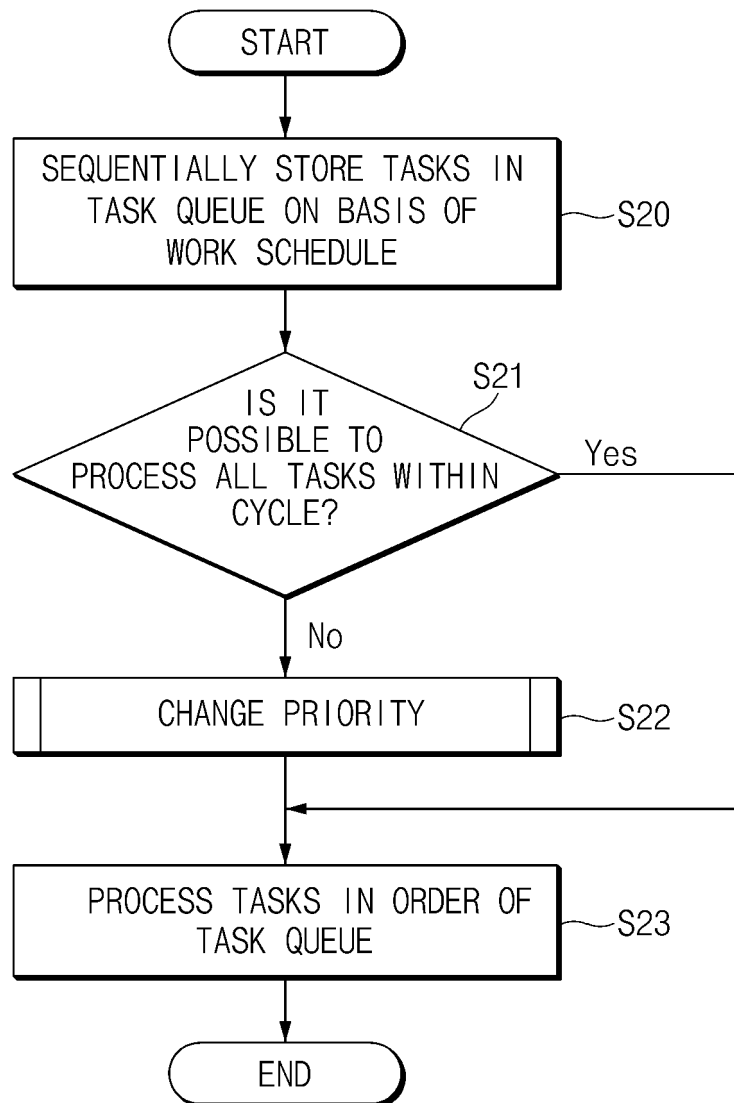 START
SEQUENTIALLY STORE TASKS IN
TASK QUEUE ON BASIS OF
WORK SCHEDULE
S20
S21
IS IT
POSSIBLE TO
PROCESS ALL TASKS WITHIN
CYCLE?
Yes
No
CHANGE PRIORITY
S22
PROCESS TASKS IN ORDER OF
TASK QUEUE
S23
END